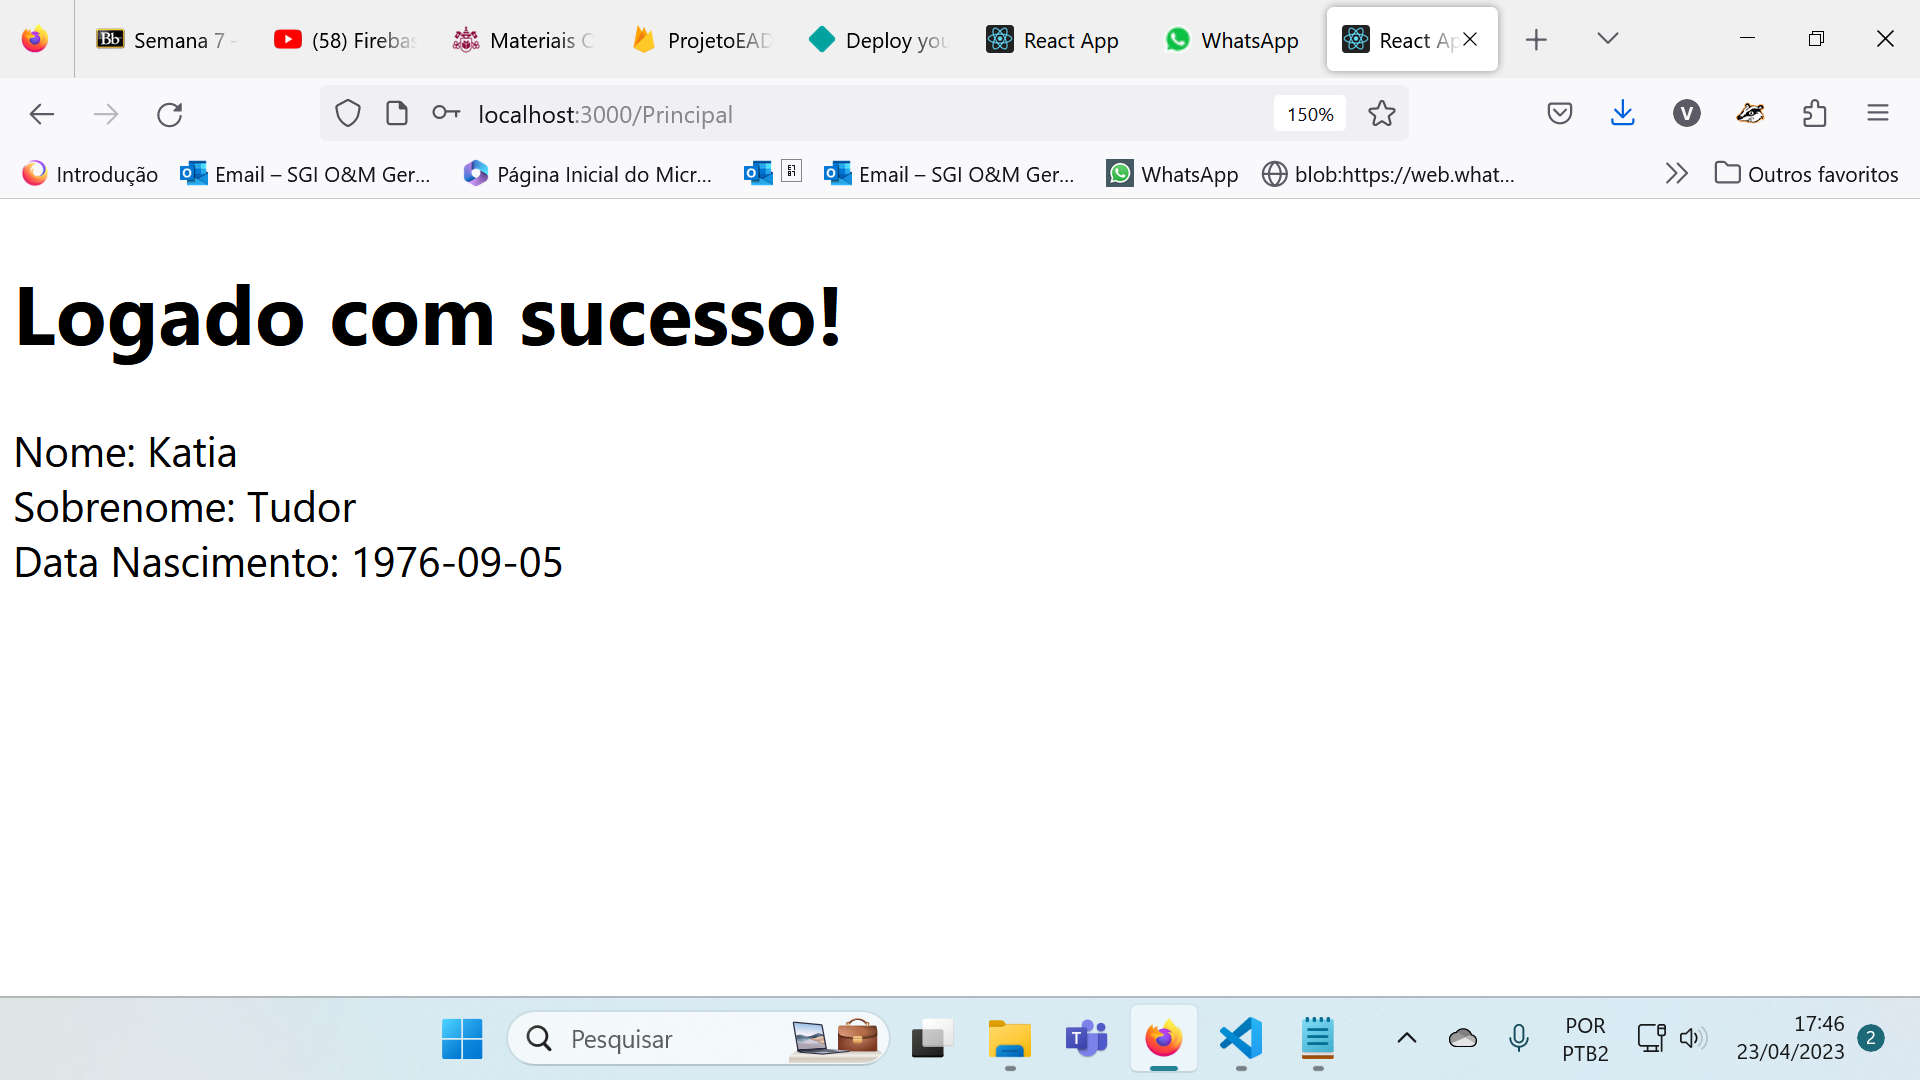 Semana 7 -
(58) Firebas
Materiais C
ProjetoEAD
Deploy you
React App
WhatsApp
React Ap
localhost:3000/Principal
150%
V
Introdução
Email – SGI O&M Ger...
Página Inicial do Micr...
Email – SGI O&M Ger...
WhatsApp
blob:https://web.what...
Outros favoritos
Logado com sucesso!
Nome: Katia
Sobrenome: Tudor
Data Nascimento: 1976-09-05
Pesquisar
POR
PTB2
17:46
23/04/2023
2